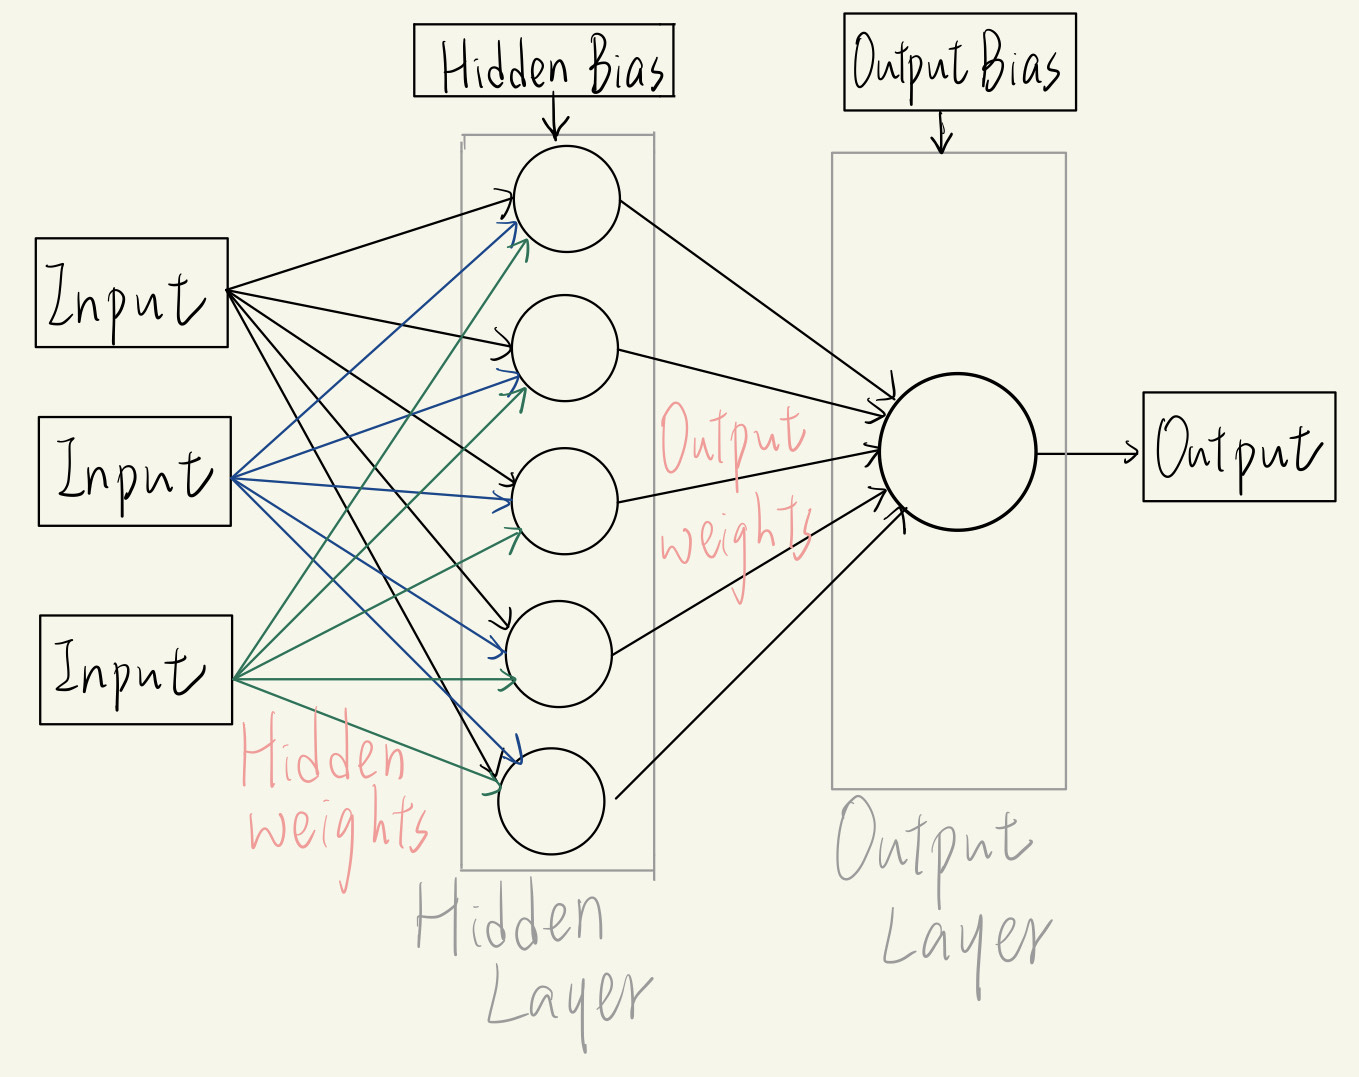 Hidden Bias
Output Bias
Input
Input
Input
Output
weights
Output
Hidden
weights
Hidden
Layer
Output
Layer